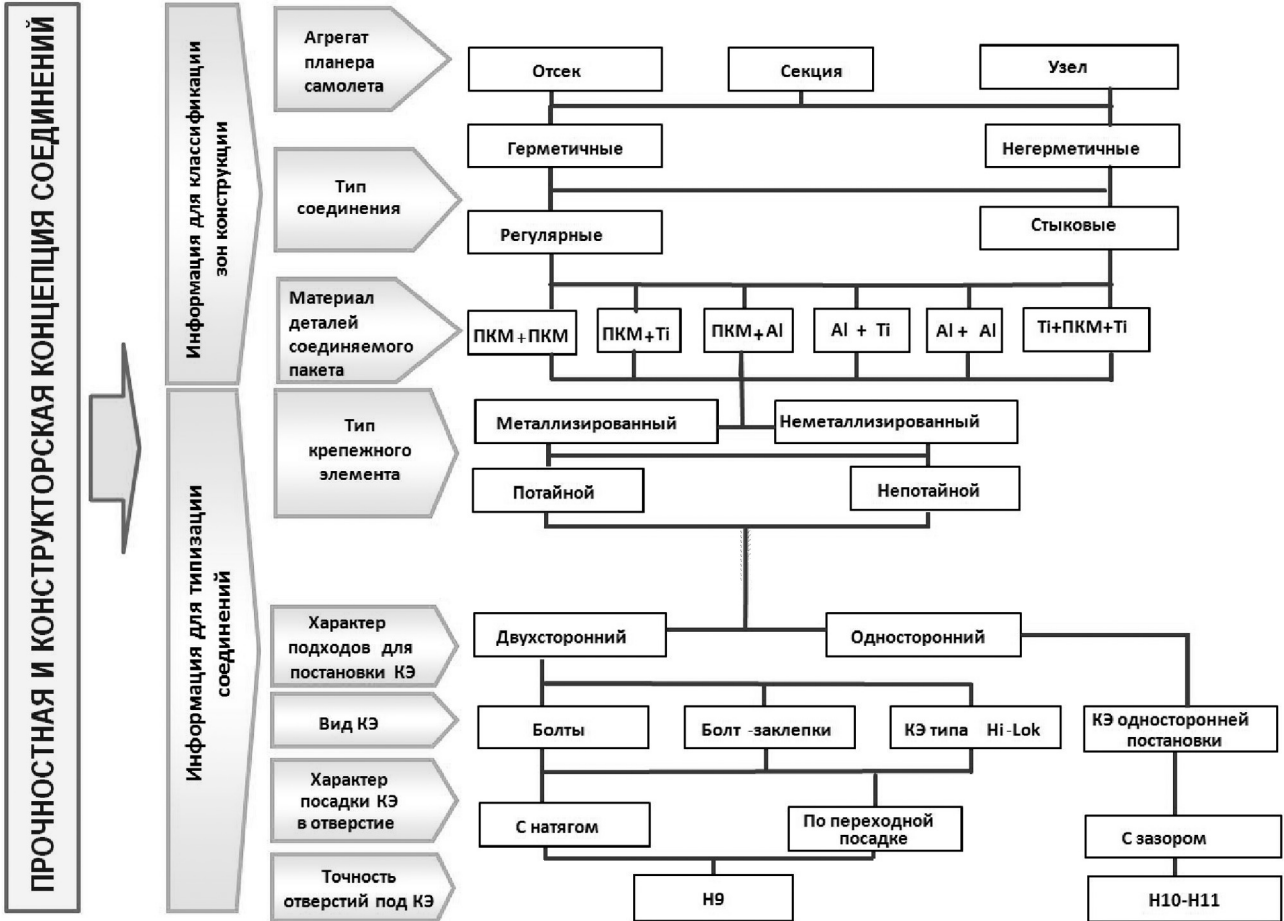 ПРОЧНОСТНАЯ И КОНСТРУКТОРСКАЯ КОНЦЕПЦИЯ СОЕДИНЕНИЙ
Информация для классификации
зон конструкции
Агрегат
планера
самолета
Отсек
Секция
Узел
Герметичные
Негерметичные
Тип
соединения
Регулярные
Стыковые
Материал
деталей
соединяемого
пакета
ПКМ+ПКМ
ПКМ+Ti
ПКМ+Al
Al + Ti
Al + Al
Ti+ПКМ+Ti
Информация для типизации
соединений
Тип
крепежного
элемента
Металлизированный
Неметаллизированный
Потайной
Непотайной
Характер
подходов для
постановки КЭ
Двухсторонний
Односторонний
Вид КЭ
Болты
Болт -заклепки
КЭ типа Hi-Lok
КЭ односторонней
постановки
Характер
посадки КЭ
в отверстие
С натягом
По переходной
посадке
С зазором
Точность
отверстий под КЭ
Н9
Н10-Н11